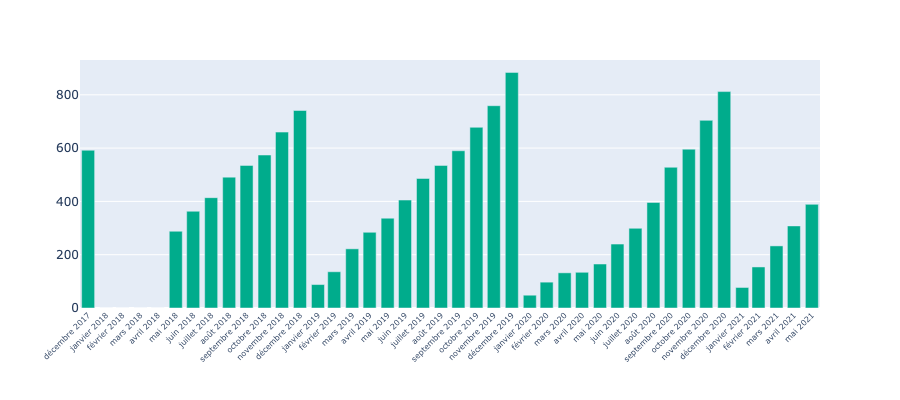 800
600
400
200
0
décembre 2017
janvier 2018
février 2018
mars 2018
avril 2018
mai 2018
juin 2018
juillet 2018
août 2018
septembre 2018
octobre 2018
novembre 2018
décembre 2018
janvier 2019
février 2019
mars 2019
avril 2019
mai 2019
juin 2019
juillet 2019
août 2019
septembre 2019
octobre 2019
novembre 2019
décembre 2019
janvier 2020
février 2020
mars 2020
avril 2020
mai 2020
juin 2020
juillet 2020
août 2020
septembre 2020
octobre 2020
novembre 2020
décembre 2020
janvier 2021
février 2021
mars 2021
avril 2021
mai 2021